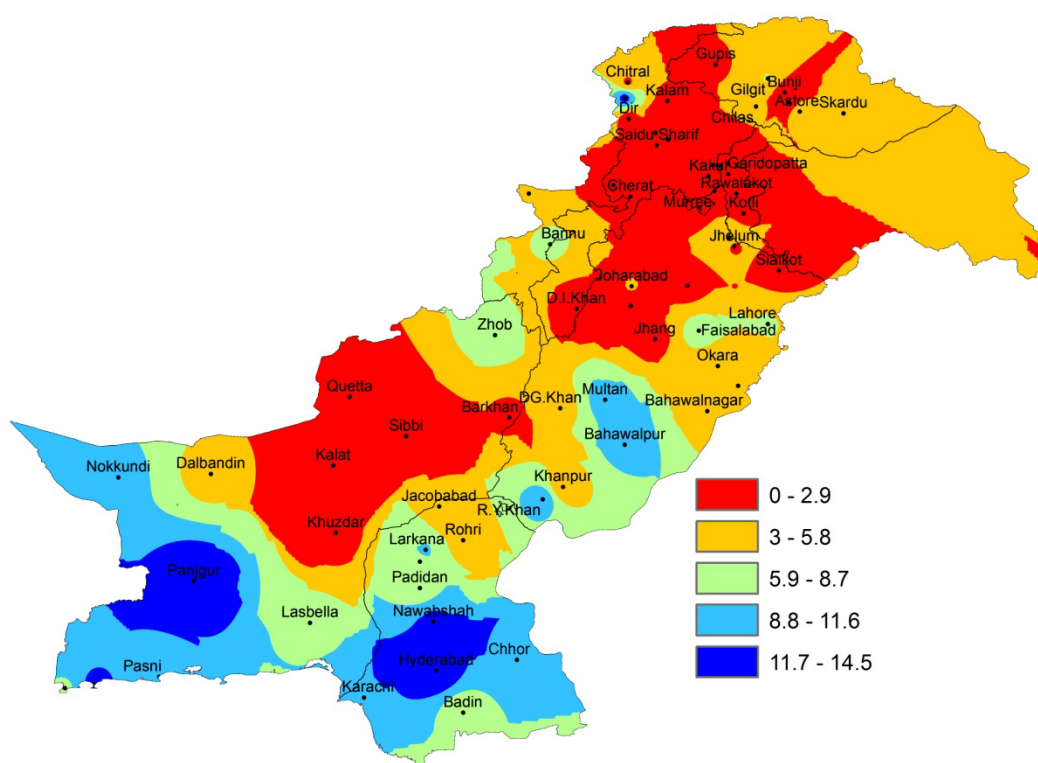 Gupis
Chitral
Bunji
Gilgit
Kalam
Astore
Skardu
Dir
Chilas
Saidu Sharif
Kakul
Garidopatta
Cherat
Rawalakot
Murree
Kotli
Bannu
Jhelum
Sialkot
Joharabad
D.I.Khan
Lahore
Zhob
Faisalabad
Jhang
Okara
Quetta
Multan
DG.Khan
Bahawalnagar
Barkhan
Sibbi
Bahawalpur
Nokkundi
Dalbandin
Kalat
Khanpur
Jacobabad
R.Y.Khan
Khuzdar
Rohri
Larkana
Panjgur
Padidan
Nawabshah
Lasbella
Chhor
Hyderabad
Pasni
Karachi
Badin
0 - 2.9
3 - 5.8
5.9 - 8.7
8.8 - 11.6
11.7 - 14.5